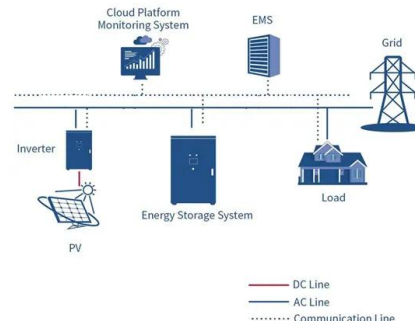 Cloud Platform
Monitoring System
EMS
Grid
Inverter
Energy Storage System
Load
PV
DC Line
AC Line
Communication Line